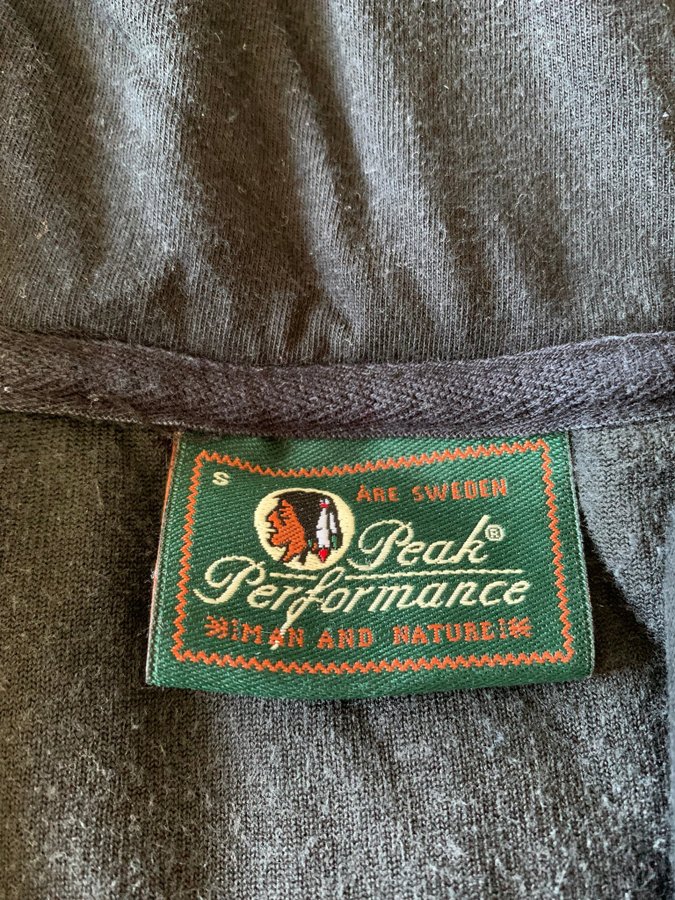 S
ÅRE SWEDEN
Peak®
Performance
MAN AND NATURE